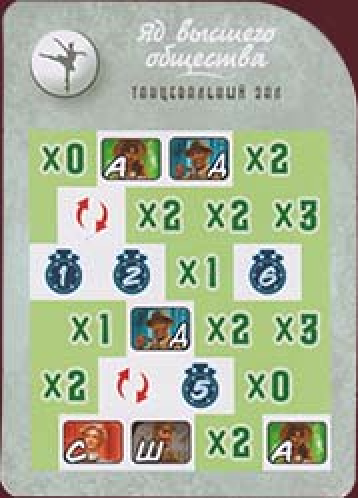 Яд высшего
общества
ТАНЦЕВАЛЬНЫЙ ЗАЛ
x0 А Д x2
x2 x2 x3
1 2 x1 6
x1 Д x2 x3
x2 5 x0
С Ш x2 А